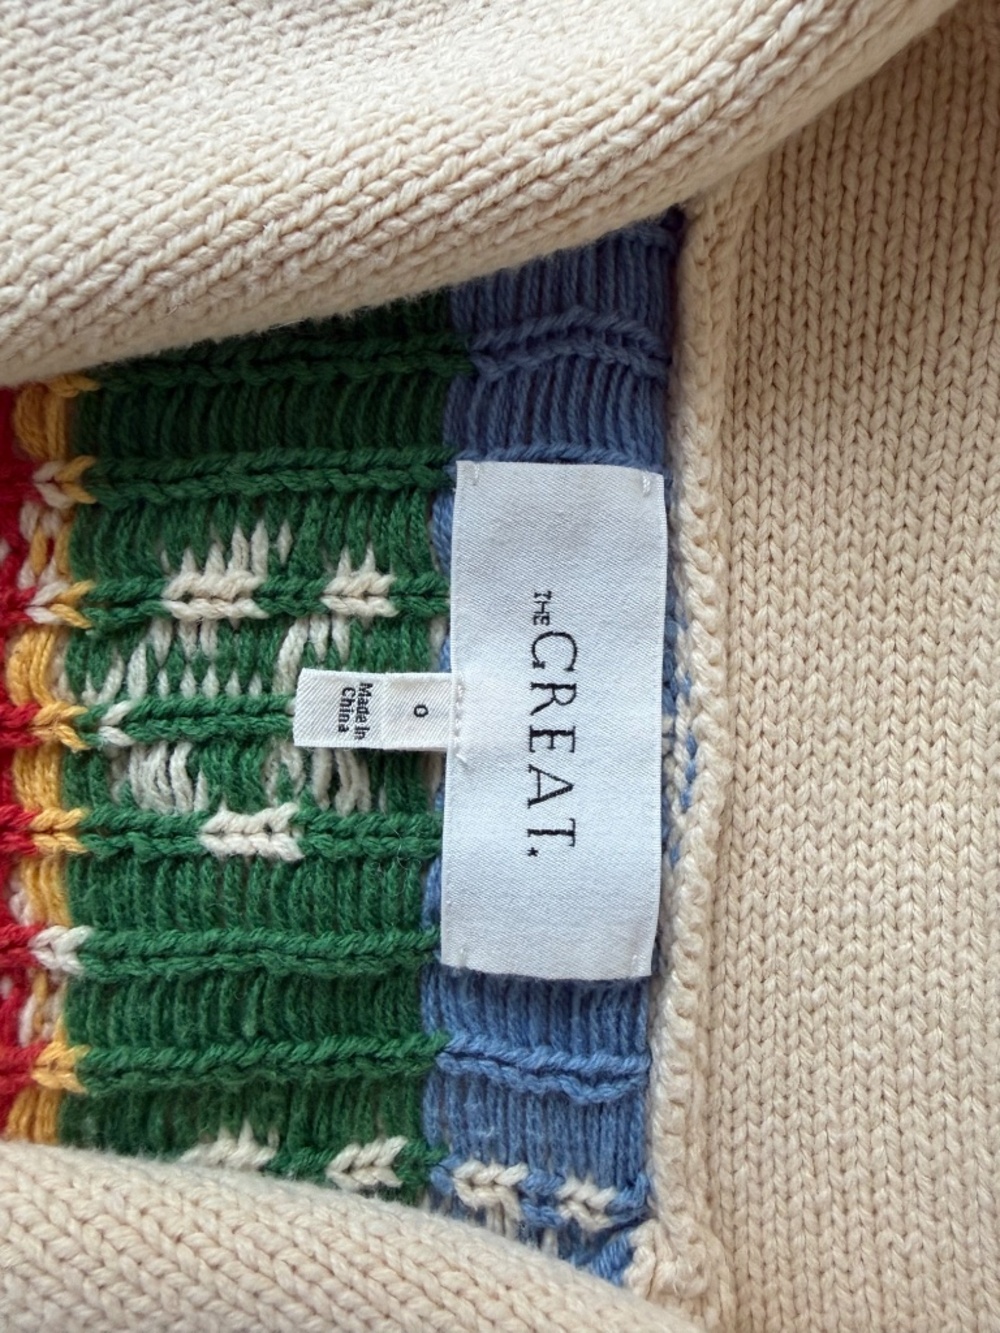 THE GREAT.*
0
Made in
China